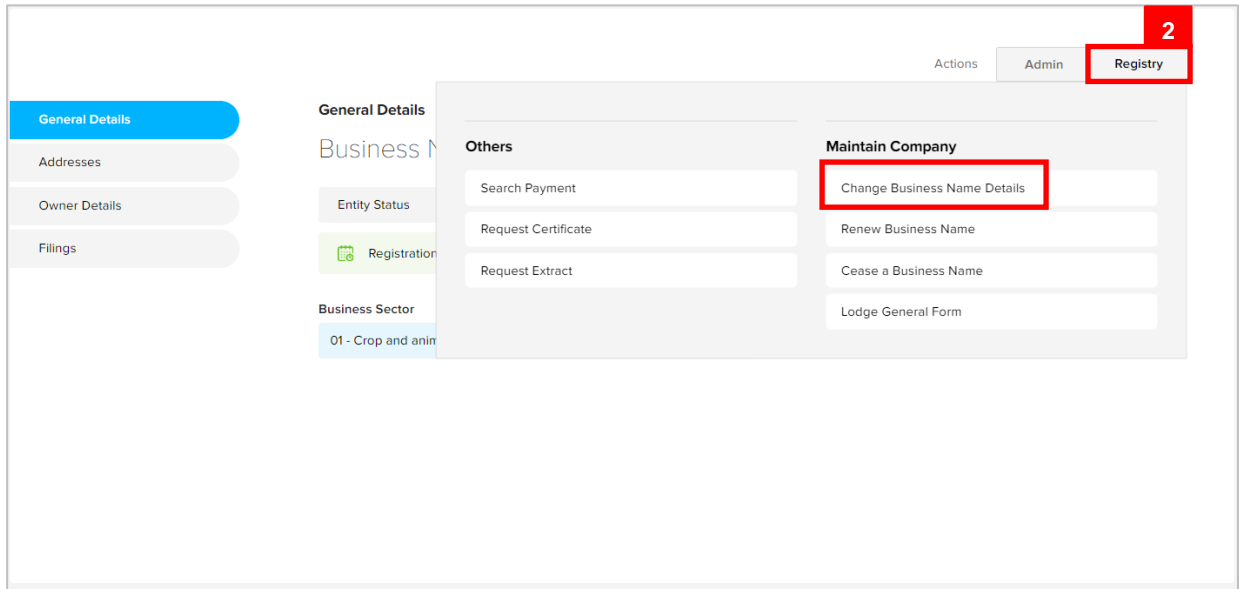 2
Actions
Admin
Registry
General Details
Addresses
Owner Details
Filings
General Details
Business N
Entity Status
Registration
Business Sector
01 - Crop and anim
Others
Search Payment
Request Certificate
Request Extract
Maintain Company
Change Business Name Details
Renew Business Name
Cease a Business Name
Lodge General Form